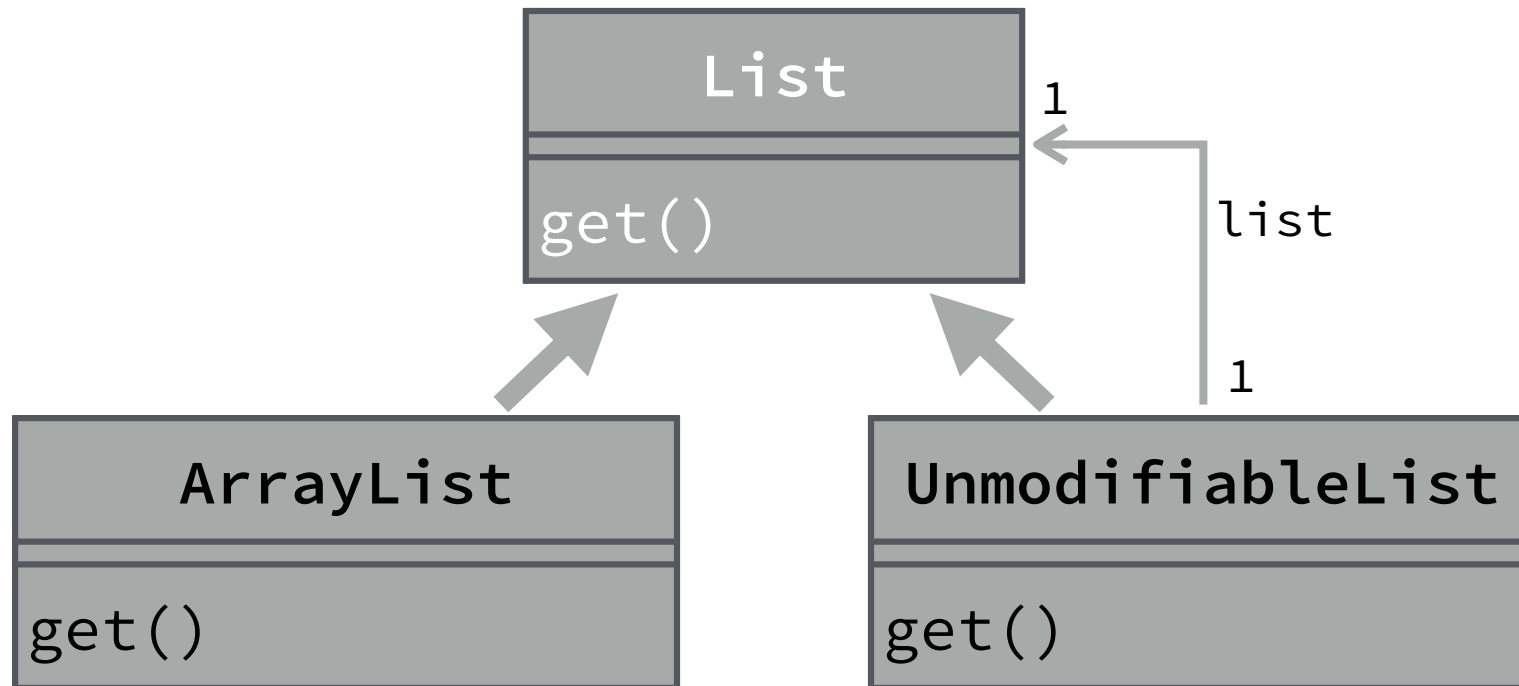 List
1
get()
list
1
ArrayList
UnmodifiableList
get()
get()